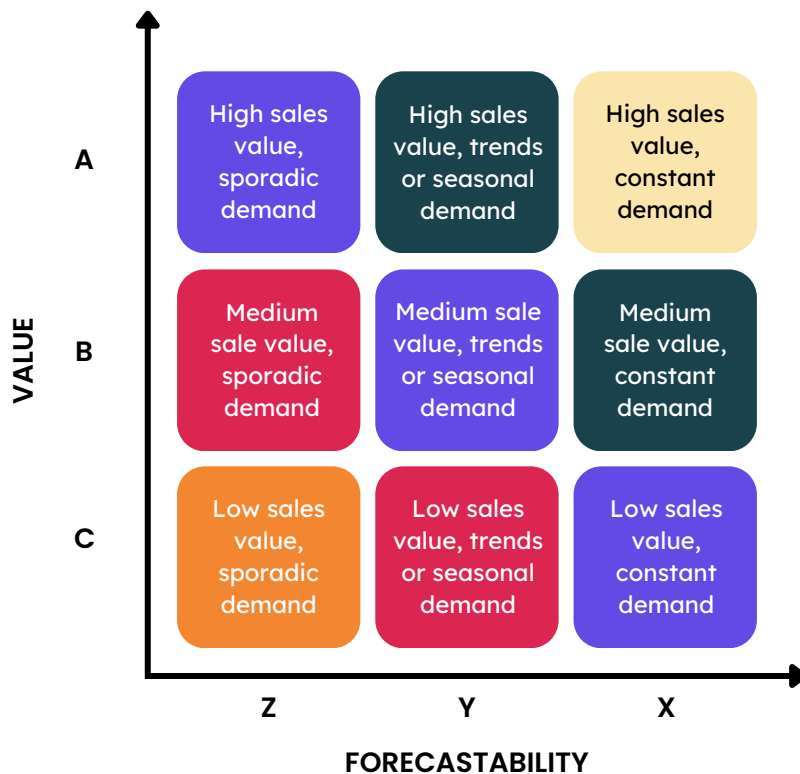 A
High sales
value,
sporadic
demand
High sales
value, trends
or seasonal
demand
High sales
value,
constant
demand
VALUE
B
Medium
sale value,
sporadic
demand
Medium sale
value, trends
or seasonal
demand
Medium
sale value,
constant
demand
C
Low sales
value,
sporadic
demand
Low sales
value, trends
or seasonal
demand
Low sales
value,
constant
demand
Z
Y
X
FORECASTABILITY